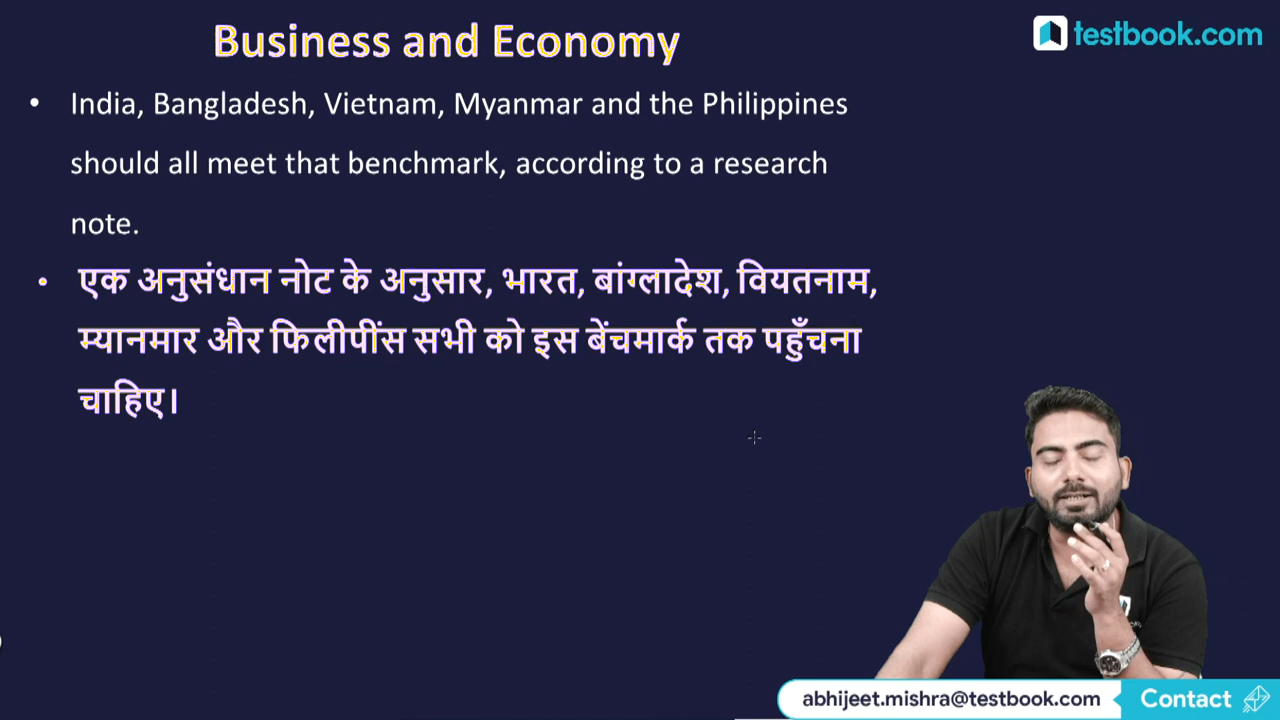 Business and Economy
testbook.com
• India, Bangladesh, Vietnam, Myanmar and the Philippines
should all meet that benchmark, according to a research
note.
• एक अनुसंधान नोट के अनुसार, भारत, बांग्लादेश, वियतनाम,
म्यानमार और फिलीपींस सभी को इस बेंचमार्क तक पहुँचना
चाहिए।
abhijeet.mishra@testbook.com Contact